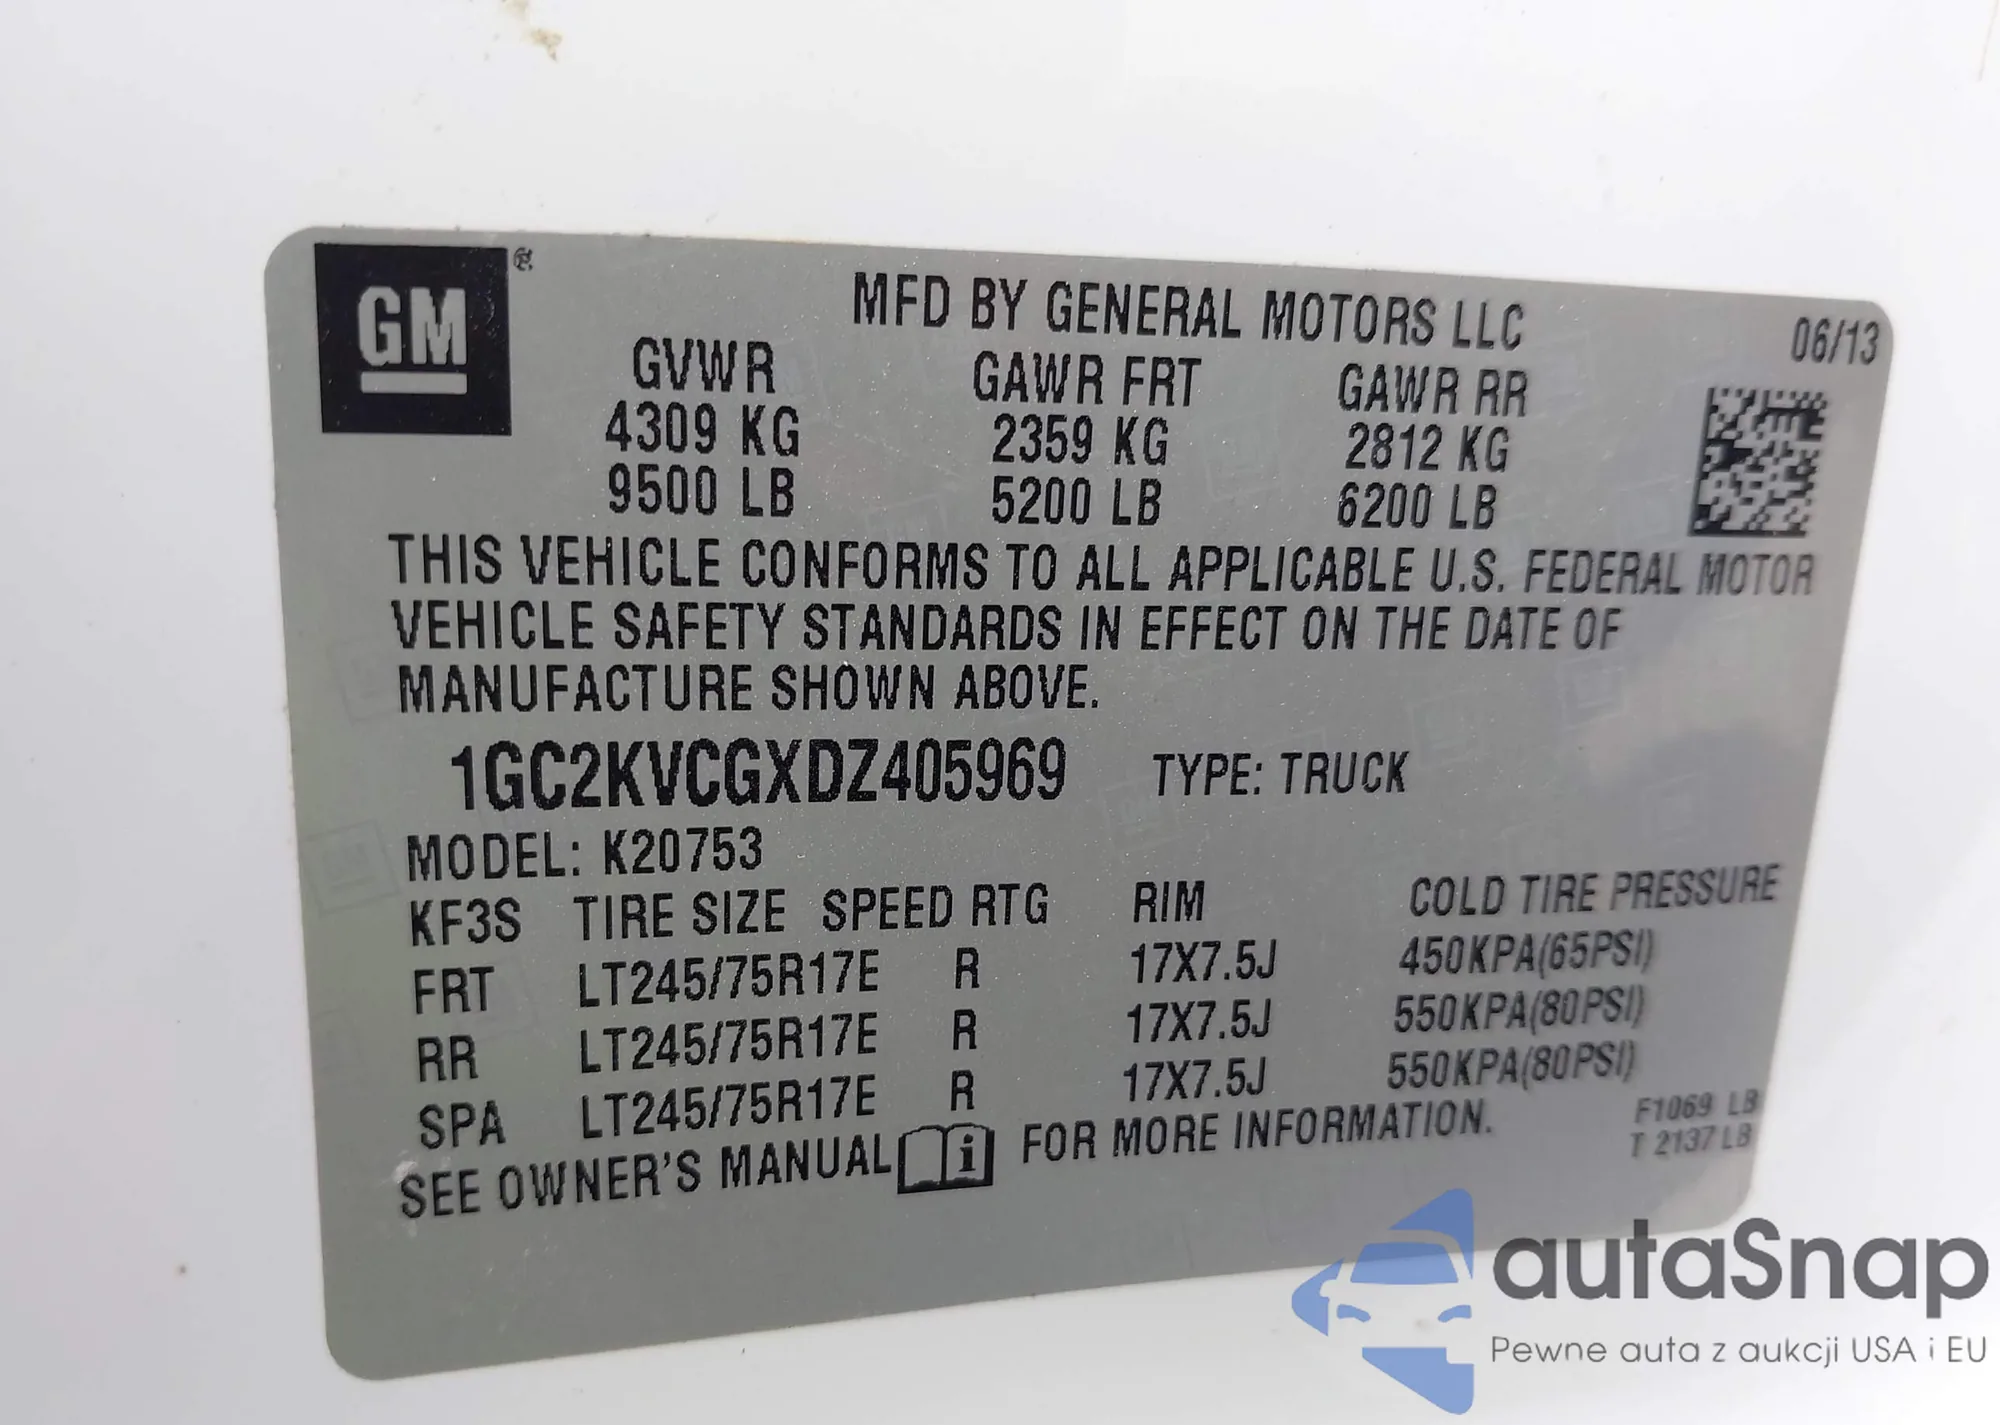 GM ®
MFD BY GENERAL MOTORS LLC
06/13
GVWR GAWR FRT GAWR RR
4309 KG 2359 KG 2812 KG
9500 LB 5200 LB 6200 LB
THIS VEHICLE CONFORMS TO ALL APPLICABLE U.S. FEDERAL MOTOR
VEHICLE SAFETY STANDARDS IN EFFECT ON THE DATE OF
MANUFACTURE SHOWN ABOVE.
1GC2KVCGXDZ405969 TYPE: TRUCK
MODEL: K20753
KF3S TIRE SIZE SPEED RTG RIM COLD TIRE PRESSURE
FRT LT245/75R17E R 17X7.5J 450KPA(65PSI)
RR LT245/75R17E R 17X7.5J 550KPA(80PSI)
SPA LT245/75R17E R 17X7.5J 550KPA(80PSI)
SEE OWNER'S MANUAL i FOR MORE INFORMATION.
F1069 LB
T 2137 LB
autaSnap
Pewne auta z aukcji USA i EU